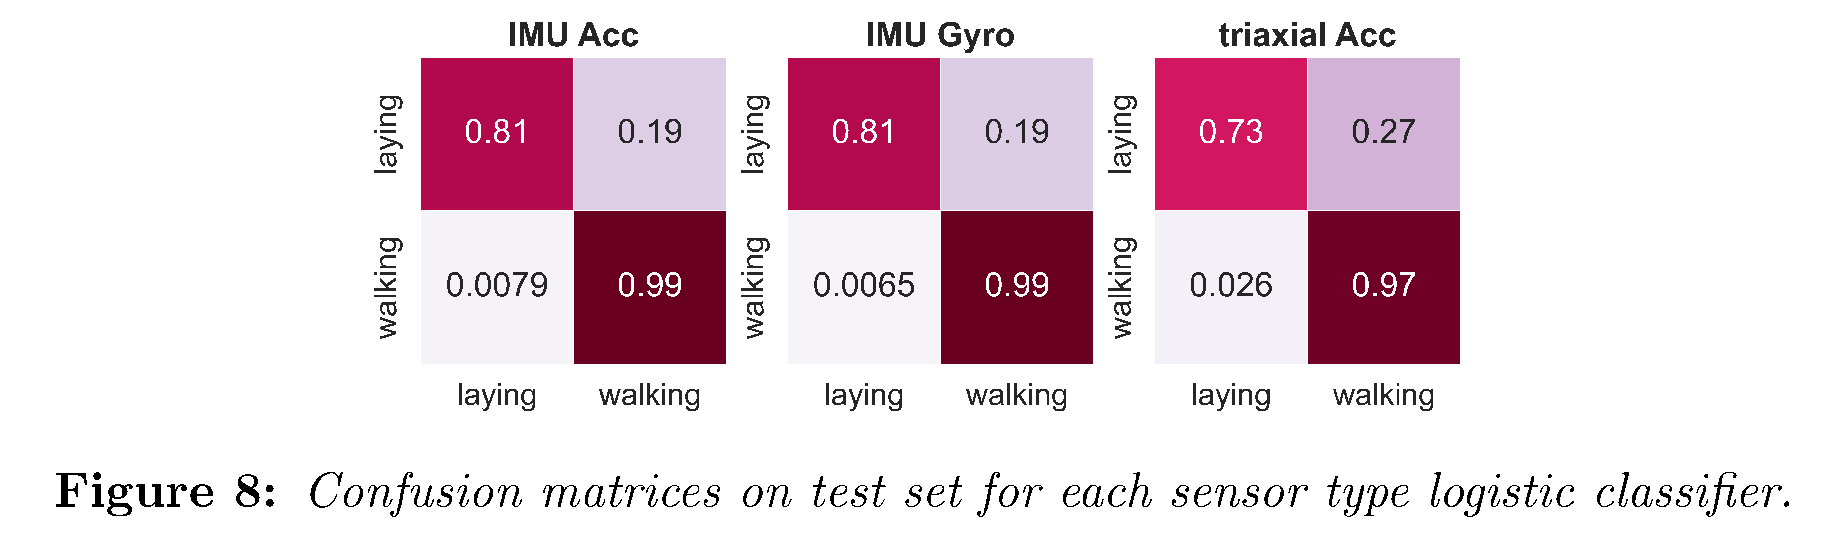 IMU Acc IMU Gyro triaxial Acc
laying 0.81 0.19 laying 0.81 0.19 laying 0.73 0.27
walking 0.0079 0.99 walking 0.0065 0.99 walking 0.026 0.97
laying walking laying walking laying walking
Figure 8: Confusion matrices on test set for each sensor type logistic classifier.